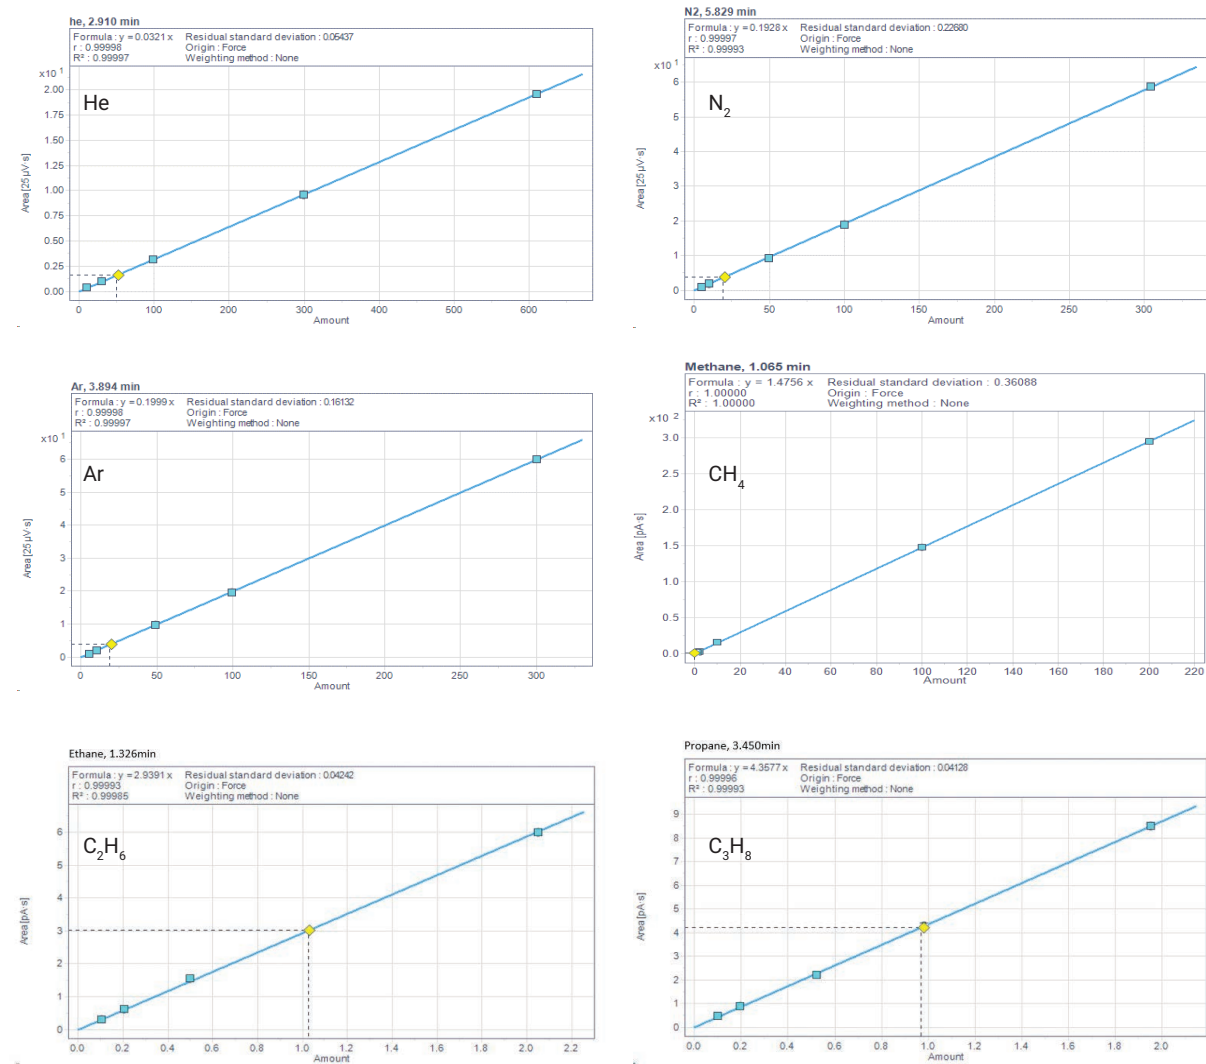 he, 2.910 min
Formula : y = 0.0321 x Residual standard deviation : 0.05437
r : 0.99998 Origin : Force
R² : 0.99997 Weighting method : None
x10 1
2.00
1.75
1.50
1.25
1.00
0.75
0.50
0.25
0.00
Area [25 µV·s]
He
0 100 200 300 400 500 600
Amount
N2, 5.829 min
Formula : y = 0.1928 x Residual standard deviation : 0.22680
r : 0.99997 Origin : Force
R² : 0.99993 Weighting method : None
x10 1
6
5
4
3
2
1
0
Area [25 µV·s]
N2
0 50 100 150 200 250 300
Amount
Ar, 3.894 min
Formula : y = 0.1999 x Residual standard deviation : 0.16132
r : 0.99998 Origin : Force
R² : 0.99997 Weighting method : None
x10 1
6
5
4
3
2
1
0
Area [25 µV·s]
Ar
0 50 100 150 200 250 300
Amount
Methane, 1.065 min
Formula : y = 1.4756 x Residual standard deviation : 0.36088
r : 1.00000 Origin : Force
R² : 1.00000 Weighting method : None
x10 2
3.0
2.5
2.0
1.5
1.0
0.5
0.0
Area [pA·s]
CH4
0 20 40 60 80 100 120 140 160 180 200 220
Amount
Ethane, 1.326min
Formula : y = 2.9391 x Residual standard deviation : 0.04242
r : 0.99993 Origin : Force
R² : 0.99985 Weighting method : None
6
5
4
3
2
1
0
Area [pA·s]
C2H6
0.0 0.2 0.4 0.6 0.8 1.0 1.2 1.4 1.6 1.8 2.0 2.2
Amount
Propane, 3.450min
Formula : y = 4.3577 x Residual standard deviation : 0.04128
r : 0.99996 Origin : Force
R² : 0.99993 Weighting method : None
9
8
7
6
5
4
3
2
1
0
Area [pA·s]
C3H8
0.0 0.2 0.4 0.6 0.8 1.0 1.2 1.4 1.6 1.8 2.0
Amount